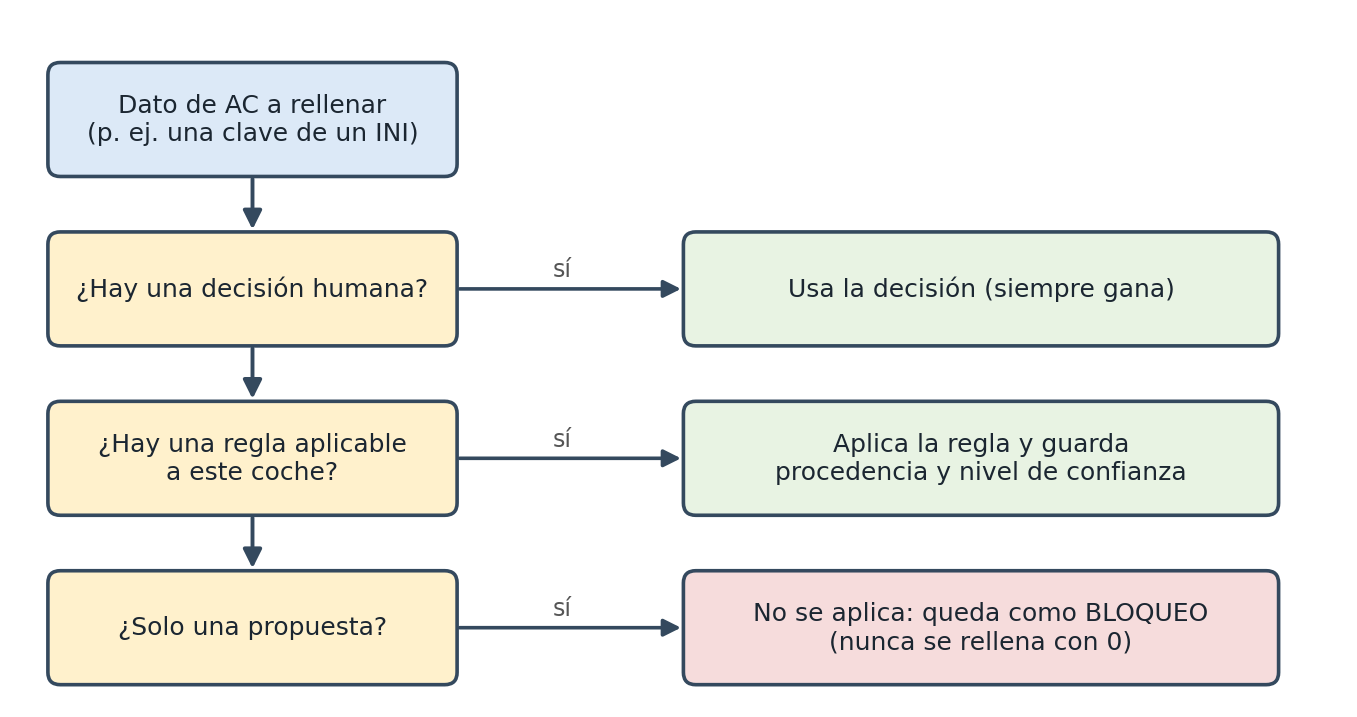 Dato de AC a rellenar
(p. ej. una clave de un INI)
¿Hay una decisión humana?
sí
Usa la decisión (siempre gana)
¿Hay una regla aplicable
a este coche?
sí
Aplica la regla y guarda
procedencia y nivel de confianza
¿Solo una propuesta?
sí
No se aplica: queda como BLOQUEO
(nunca se rellena con 0)